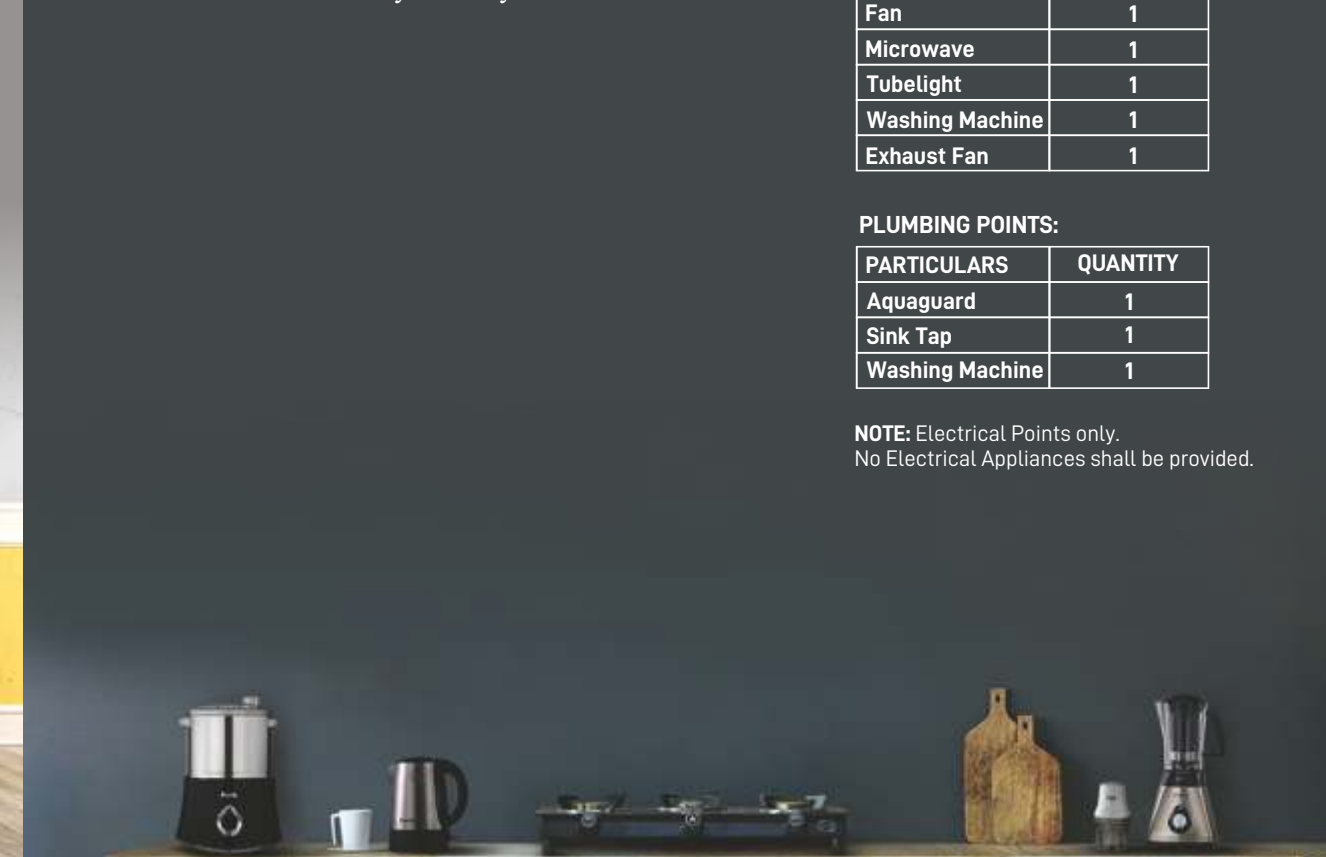 Fan 1
Microwave 1
Tubelight 1
Washing Machine 1
Exhaust Fan 1
PLUMBING POINTS:
PARTICULARS QUANTITY
Aquaguard 1
Sink Tap 1
Washing Machine 1
NOTE: Electrical Points only.
No Electrical Appliances shall be provided.